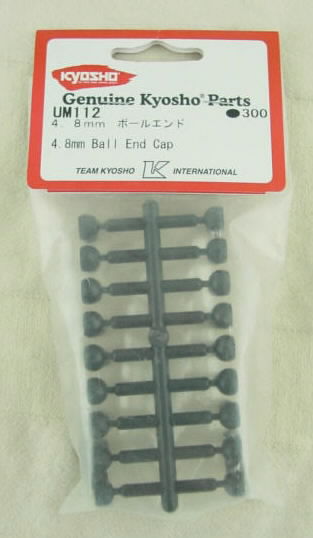 KYOSHO
Genuine Kyosho® Parts
UM112 ●300
4.8mm ボールエンド
4.8mm Ball End Cap
TEAM KYOSHO K INTERNATIONAL